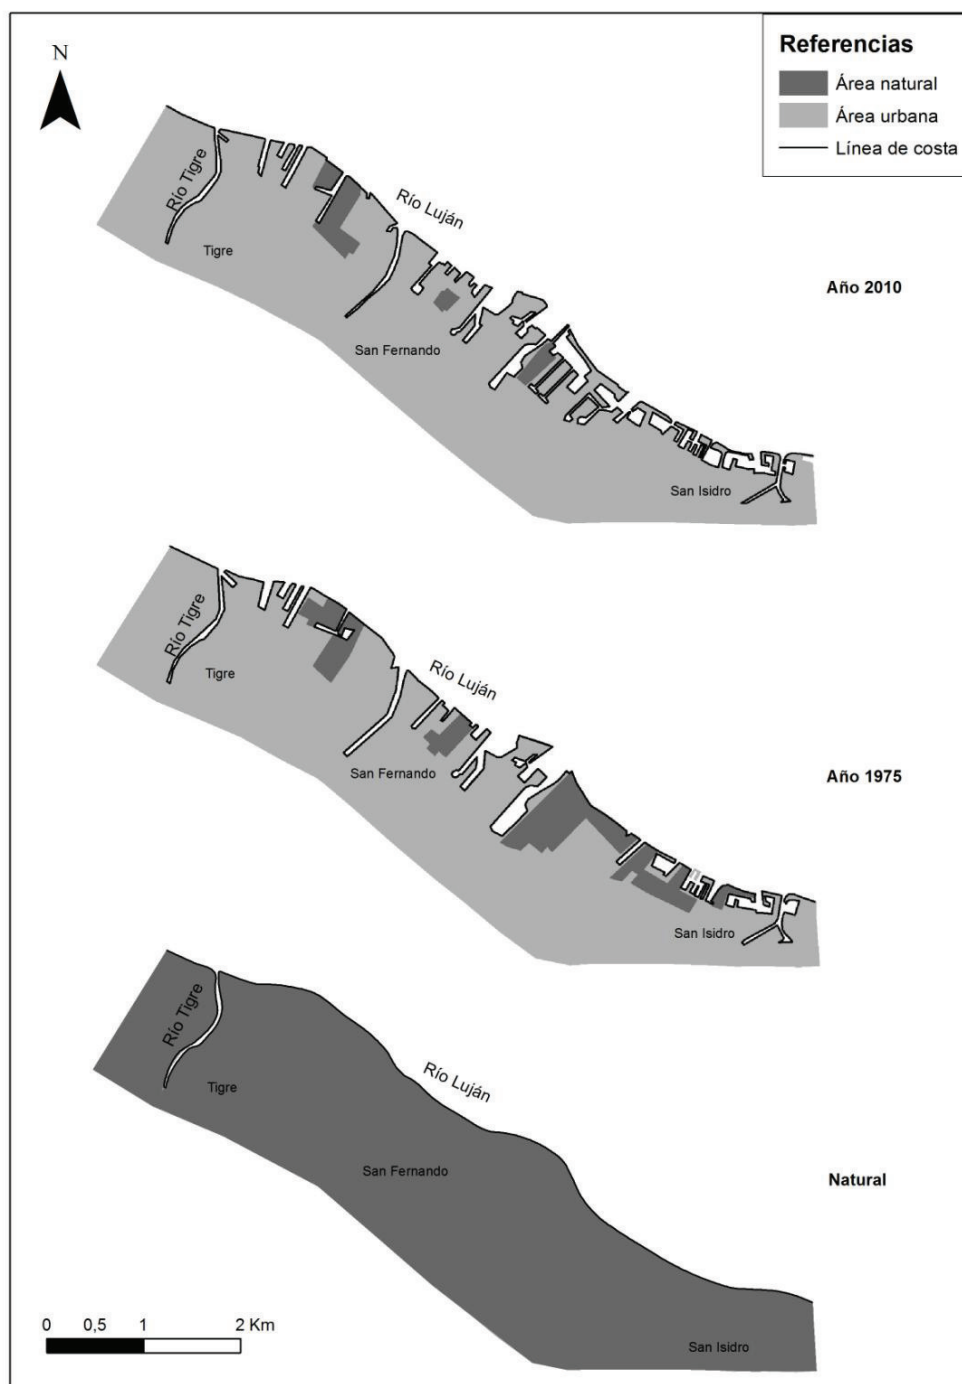 Referencias
Área natural
Área urbana
Línea de costa
N
Río Tigre
Río Luján
Tigre
Año 2010
San Fernando
San Isidro
Río Tigre
Río Luján
Tigre
San Fernando
Año 1975
San Isidro
Río Tigre
Río Luján
Tigre
San Fernando
Natural
San Isidro
0 0,5 1 2 Km